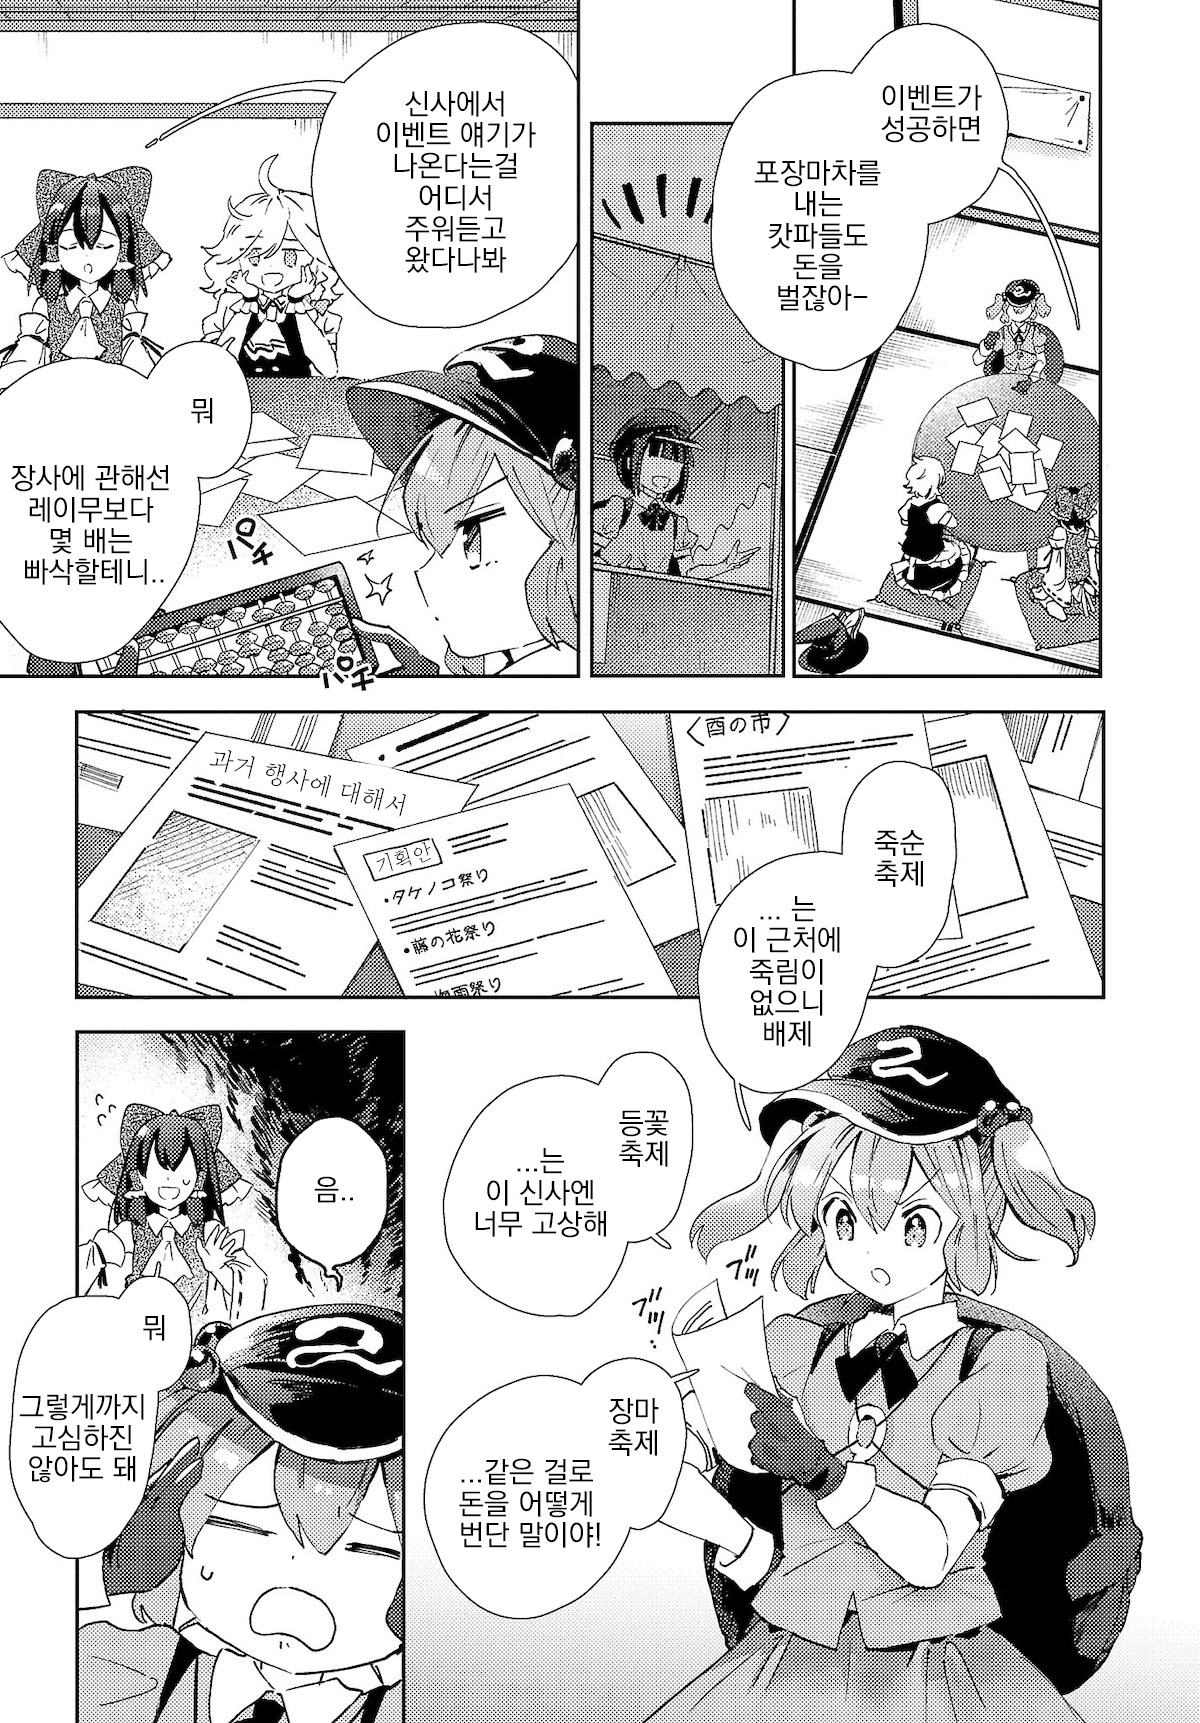 이벤트가
성공하면
포장마차를
내는
캇파들도
돈을
벌잖아-
신사에서
이벤트 얘기가
나온다는걸
어디서
주워듣고
왔다나봐
뭐
장사에 관해선
레이무보다
몇 배는
빠삭할테니..
パチ
パチ
〈酉の市〉
과거 행사에 대해서
기획안
・タケノコ祭り
・藤の花祭り
梅雨祭り
죽순
축제
... 는
이 근처에
죽림이
없으니
배제
등꽃
축제
...는
이 신사엔
너무 고상해
장마
축제
...같은 걸로
돈을 어떻게
번단 말이야!
음..
뭐
그렇게까지
고심하진
않아도 돼